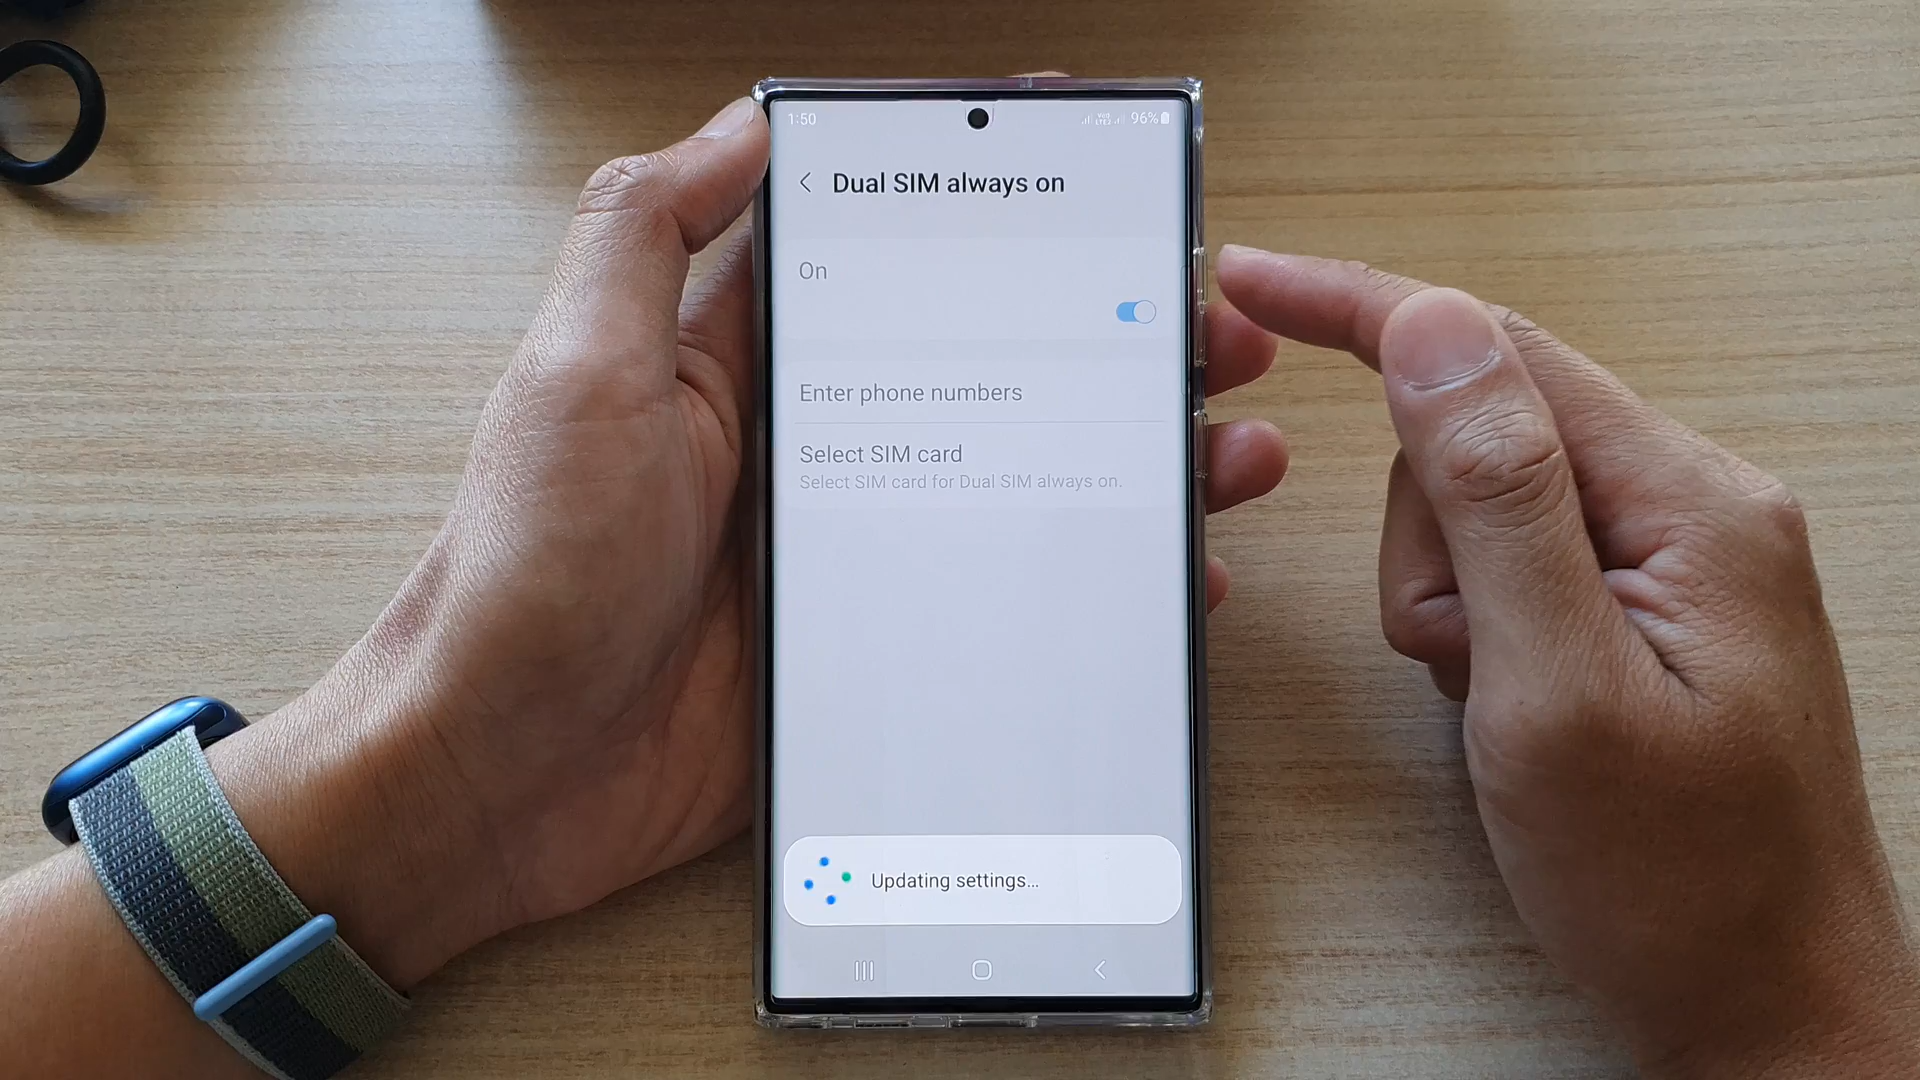 1:50
96%
Dual SIM always on
On
Enter phone numbers
Select SIM card
Select SIM card for Dual SIM always on.
Updating settings...